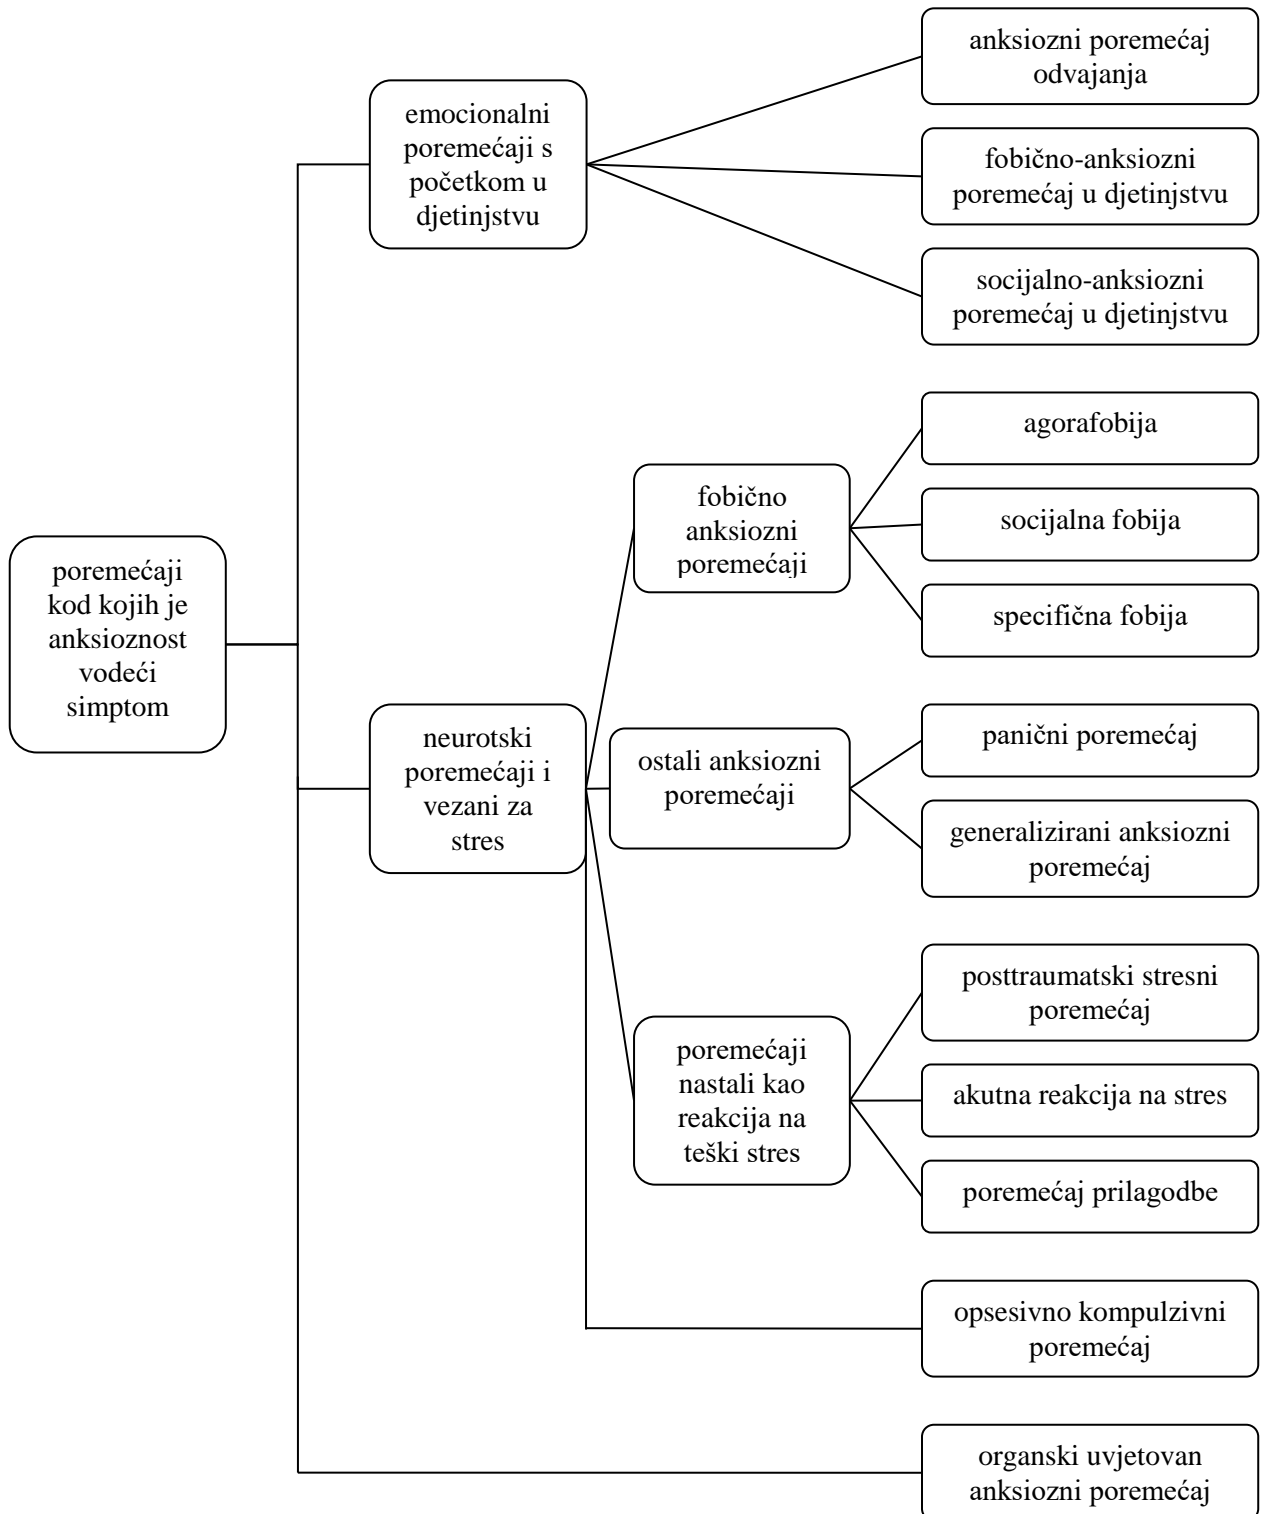 anksiozni poremećaj
odvajanja
emocionalni
poremećaji s
početkom u
djetinjstvu
fobično-anksiozni
poremećaj u djetinjstvu
socijalno-anksiozni
poremećaj u djetinjstvu
agorafobija
fobično
anksiozni
poremećaji
socijalna fobija
specifična fobija
poremećaji
kod kojih je
anksioznost
vodeći
simptom
neurotski
poremećaji i
vezani za
stres
ostali anksiozni
poremećaji
panični poremećaj
generalizirani anksiozni
poremećaj
posttraumatski stresni
poremećaj
poremećaji
nastali kao
reakcija na
teški stres
akutna reakcija na stres
poremećaj prilagodbe
opsesivno kompulzivni
poremećaj
organski uvjetovan
anksiozni poremećaj